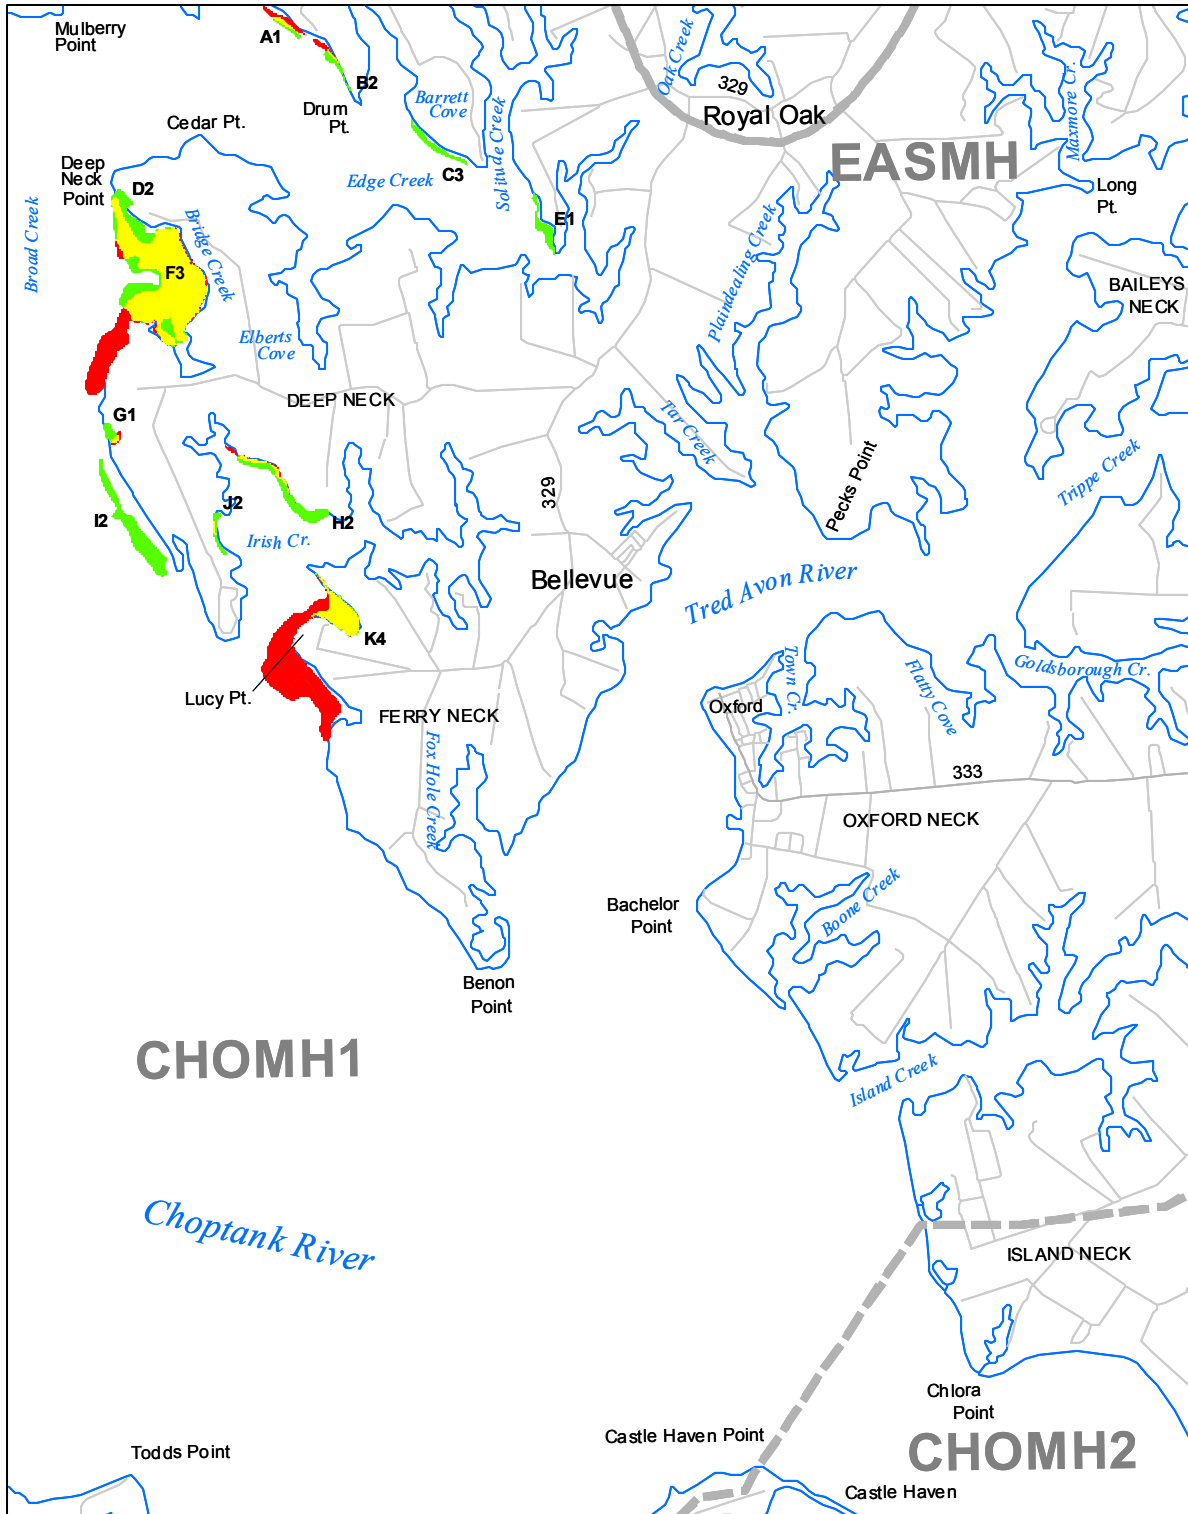 Mulberry
Point
A1
B2
Drum
Pt.
Barrett
Cove
Cedar Pt.
Oak Creek
329
Royal Oak
Maxmore Cr.
EASMH
Deep
Neck
Point
D2
Edge Creek
C3
Solitude Creek
E1
Long
Pt.
Broad Creek
Bridge Creek
F3
Plaindealing Creek
BAILEYS
NECK
Elberts
Cove
DEEP NECK
G1
Tar Creek
Pecks Point
Trippe Creek
329
I2
J2
H2
Irish Cr.
Bellevue
Tred Avon River
K4
Lucy Pt.
FERRY NECK
Fox Hole Creek
Town Cr.
Oxford
Flatty Cove
Goldsborough Cr.
333
OXFORD NECK
Bachelor
Point
Boone Creek
Benon
Point
CHOMH1
Island Creek
Choptank River
ISLAND NECK
Chlora
Point
Castle Haven Point
CHOMH2
Todds Point
Castle Haven